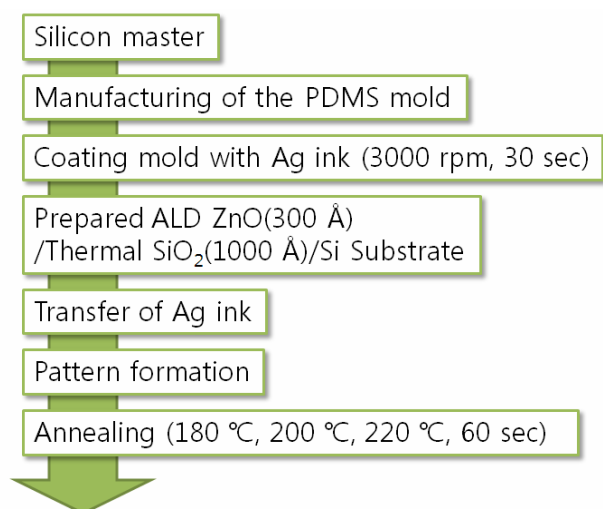 Silicon master
Manufacturing of the PDMS mold
Coating mold with Ag ink (3000 rpm, 30 sec)
Prepared ALD ZnO(300 Å)
/Thermal SiO₂(1000 Å)/Si Substrate
Transfer of Ag ink
Pattern formation
Annealing (180 ℃, 200 ℃, 220 ℃, 60 sec)